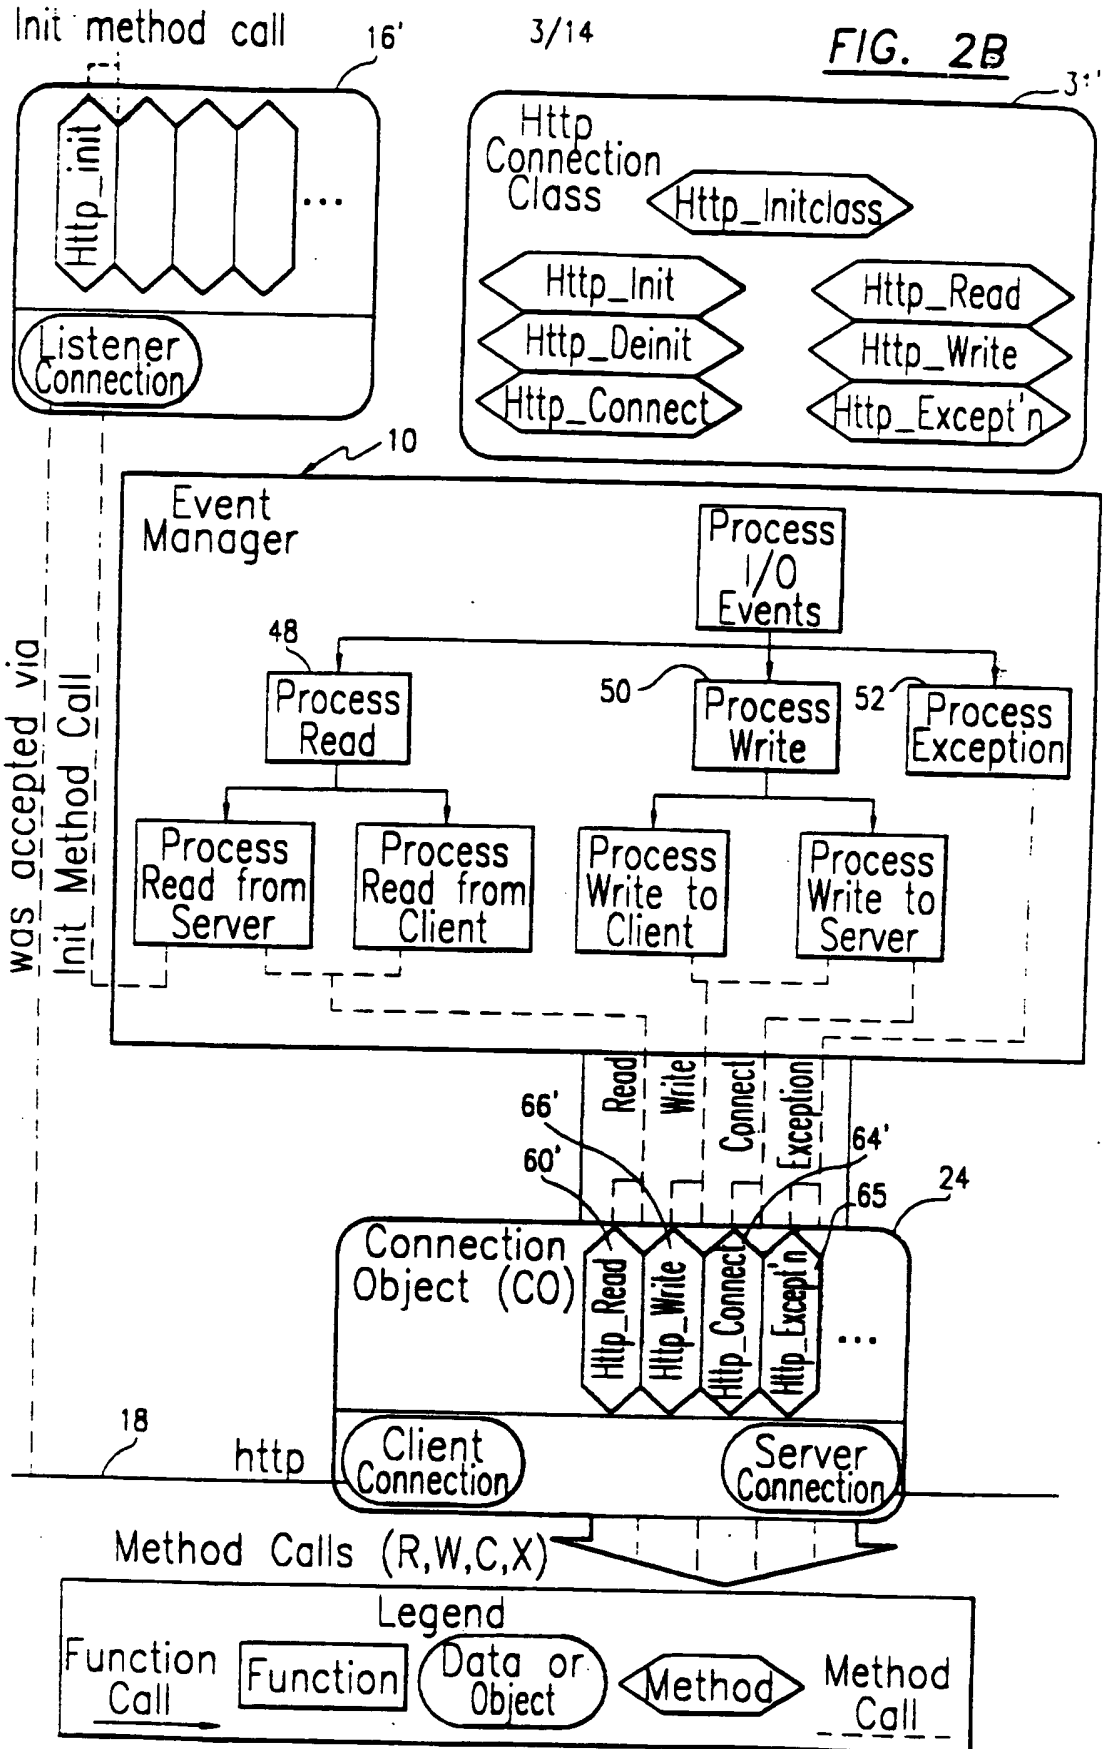 Init method call
16'
3/14
FIG. 2B
Http_init
...
Listener
Connection
Http
Connection
Class
Http_Initclass
Http_Init
Http_Deinit
Http_Connect
Http_Read
Http_Write
Http_Except'n
10
Event
Manager
Process
I/O
Events
48
Process
Read
50
Process
Write
52
Process
Exception
Process
Read from
Server
Process
Read from
Client
Process
Write to
Client
Process
Write to
Server
was accepted via
Init Method Call
Read
Write
Connect
Exception
66'
60'
64'
65
24
Connection
Object (CO)
Http_Read
Http_Write
Http_Connect
Http_Except'n
...
18
http
Client
Connection
Server
Connection
Method Calls (R,W,C,X)
Legend
Function
Call
Function
Data or
Object
Method
Method
Call